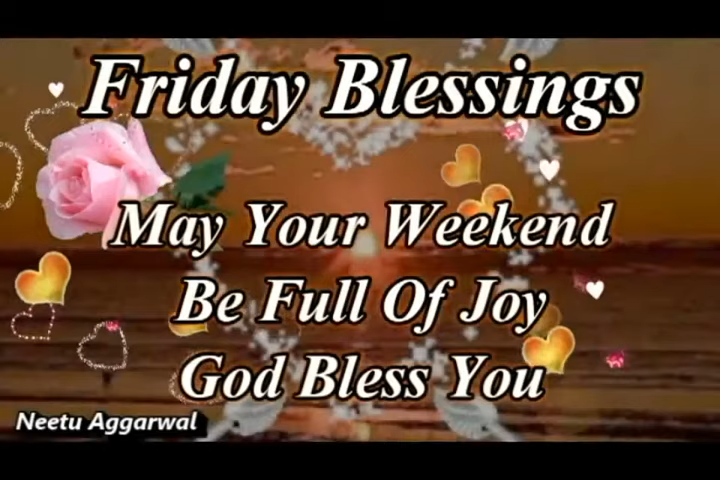 Friday Blessings
May Your Weekend
Be Full Of Joy
God Bless You
Neetu Aggarwal